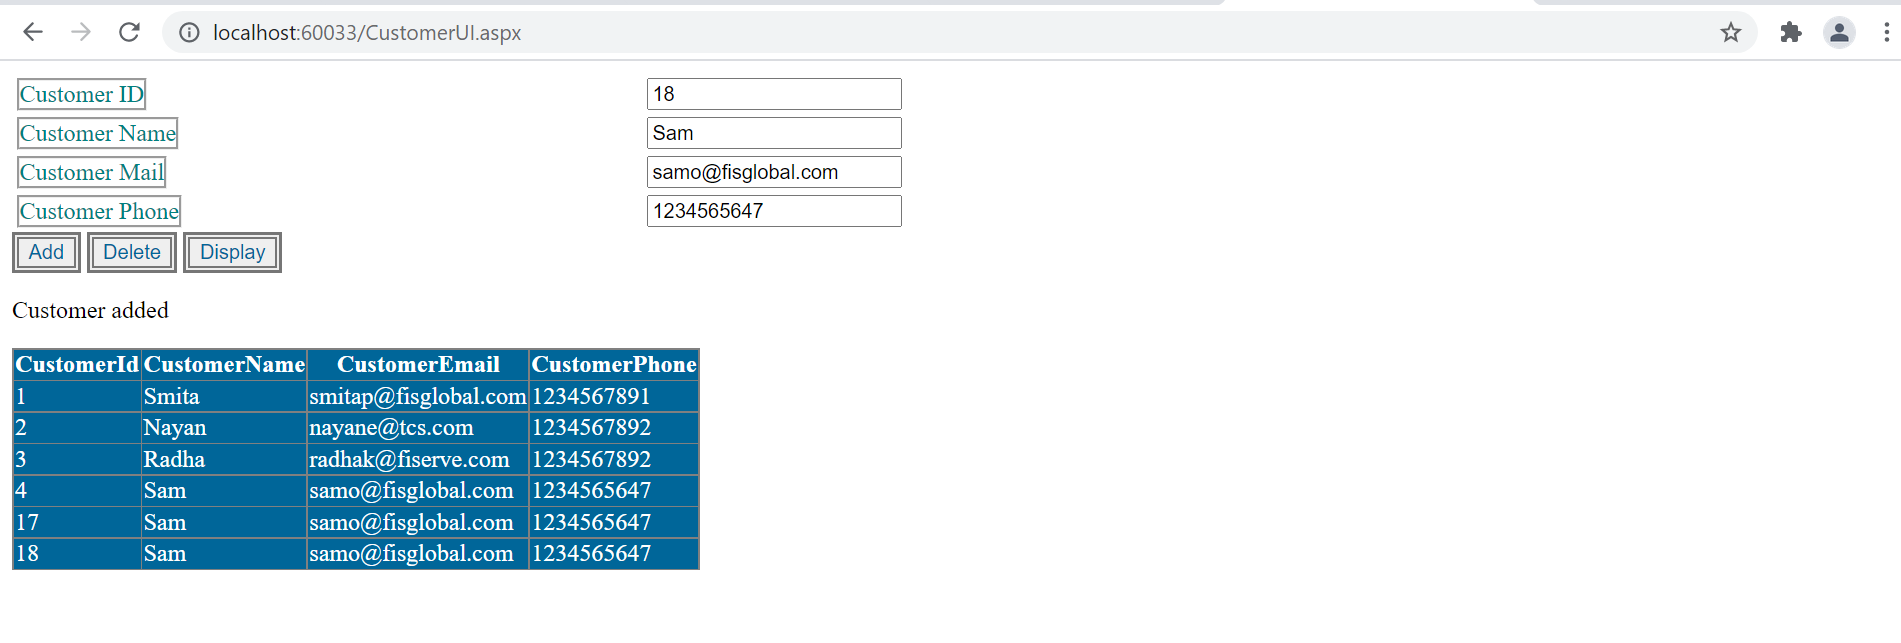 localhost:60033/CustomerUI.aspx
Customer ID 18
Customer Name Sam
Customer Mail samo@fisglobal.com
Customer Phone 1234565647
Add Delete Display
Customer added
CustomerId CustomerName CustomerEmail CustomerPhone
1 Smita smitap@fisglobal.com 1234567891
2 Nayan nayane@tcs.com 1234567892
3 Radha radhak@fiserve.com 1234567892
4 Sam samo@fisglobal.com 1234565647
17 Sam samo@fisglobal.com 1234565647
18 Sam samo@fisglobal.com 1234565647